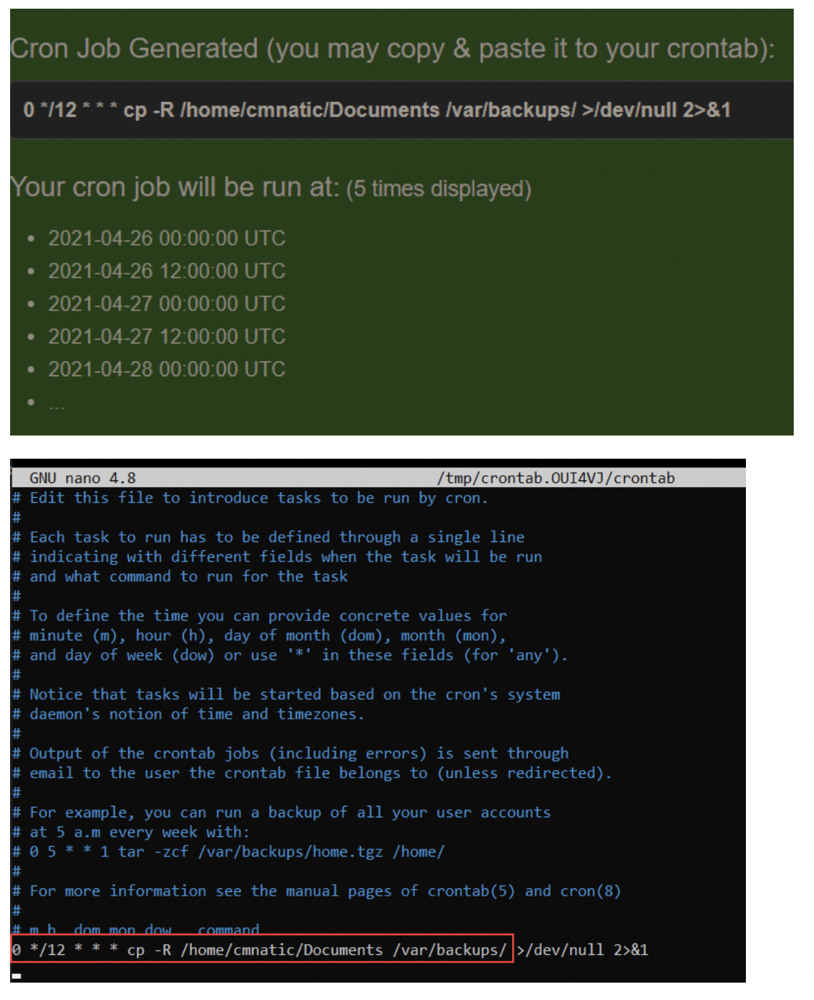 Cron Job Generated (you may copy & paste it to your crontab):
0 */12 * * * cp -R /home/cmnatic/Documents /var/backups/ >/dev/null 2>&1
Your cron job will be run at: (5 times displayed)
• 2021-04-26 00:00:00 UTC
• 2021-04-26 12:00:00 UTC
• 2021-04-27 00:00:00 UTC
• 2021-04-27 12:00:00 UTC
• 2021-04-28 00:00:00 UTC
• ...
GNU nano 4.8 /tmp/crontab.OUI4VJ/crontab
# Edit this file to introduce tasks to be run by cron.
#
# Each task to run has to be defined through a single line
# indicating with different fields when the task will be run
# and what command to run for the task
#
# To define the time you can provide concrete values for
# minute (m), hour (h), day of month (dom), month (mon),
# and day of week (dow) or use '*' in these fields (for 'any').
#
# Notice that tasks will be started based on the cron's system
# daemon's notion of time and timezones.
#
# Output of the crontab jobs (including errors) is sent through
# email to the user the crontab file belongs to (unless redirected).
#
# For example, you can run a backup of all your user accounts
# at 5 a.m every week with:
# 0 5 * * 1 tar -zcf /var/backups/home.tgz /home/
#
# For more information see the manual pages of crontab(5) and cron(8)
#
# m h  dom mon dow   command
0 */12 * * * cp -R /home/cmnatic/Documents /var/backups/ >/dev/null 2>&1